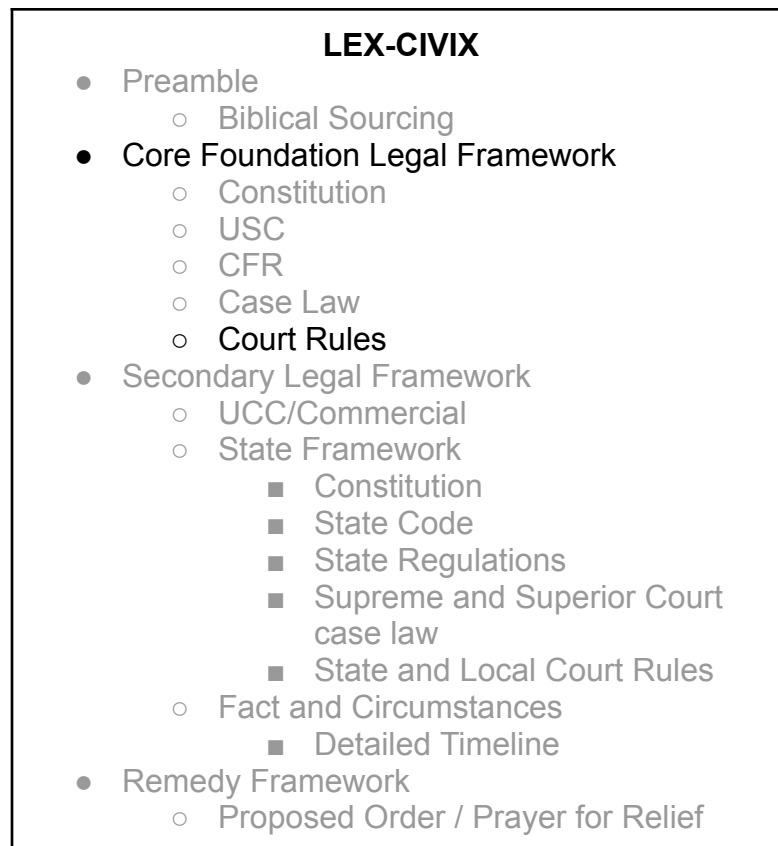 LEX-CIVIX
● Preamble
○ Biblical Sourcing
● Core Foundation Legal Framework
○ Constitution
○ USC
○ CFR
○ Case Law
○ Court Rules
● Secondary Legal Framework
○ UCC/Commercial
○ State Framework
■ Constitution
■ State Code
■ State Regulations
■ Supreme and Superior Court
case law
■ State and Local Court Rules
○ Fact and Circumstances
■ Detailed Timeline
● Remedy Framework
○ Proposed Order / Prayer for Relief